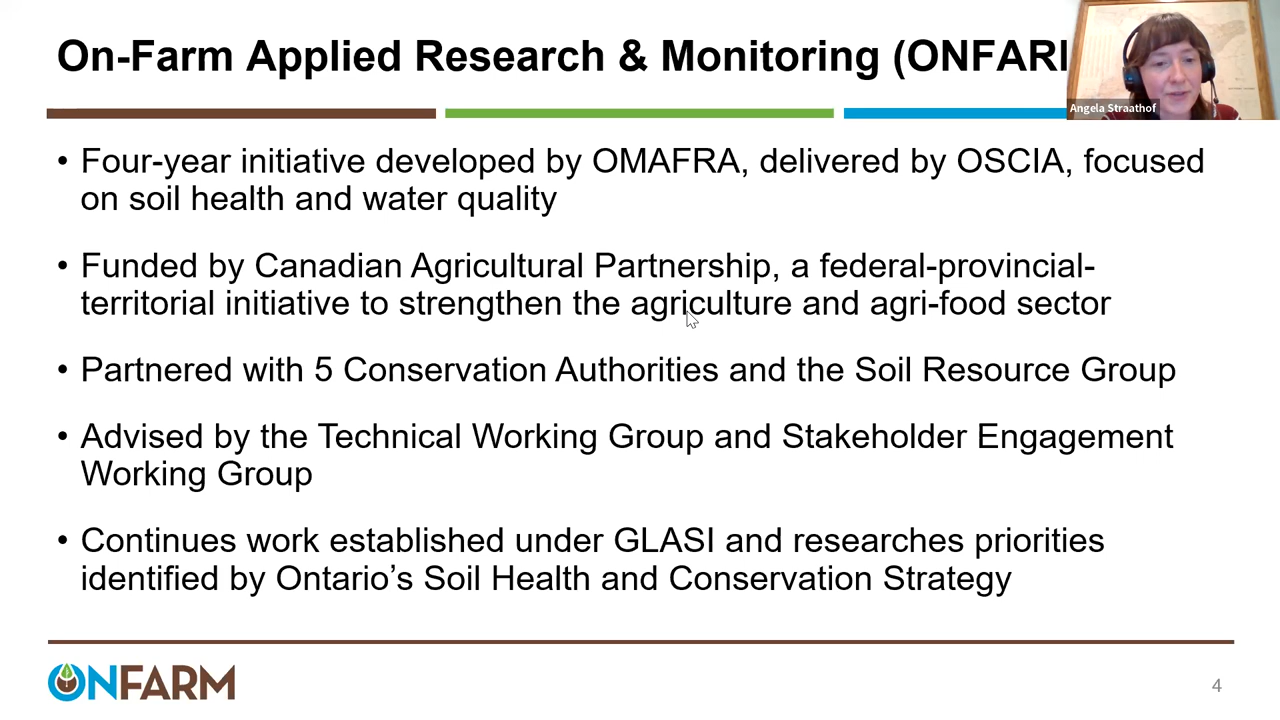 On-Farm Applied Research & Monitoring (ONFAR
Angela Straathof
• Four-year initiative developed by OMAFRA, delivered by OSCIA, focused
on soil health and water quality
• Funded by Canadian Agricultural Partnership, a federal-provincial-
territorial initiative to strengthen the agriculture and agri-food sector
• Partnered with 5 Conservation Authorities and the Soil Resource Group
• Advised by the Technical Working Group and Stakeholder Engagement
Working Group
• Continues work established under GLASI and researches priorities
identified by Ontario’s Soil Health and Conservation Strategy
ONFARM
4